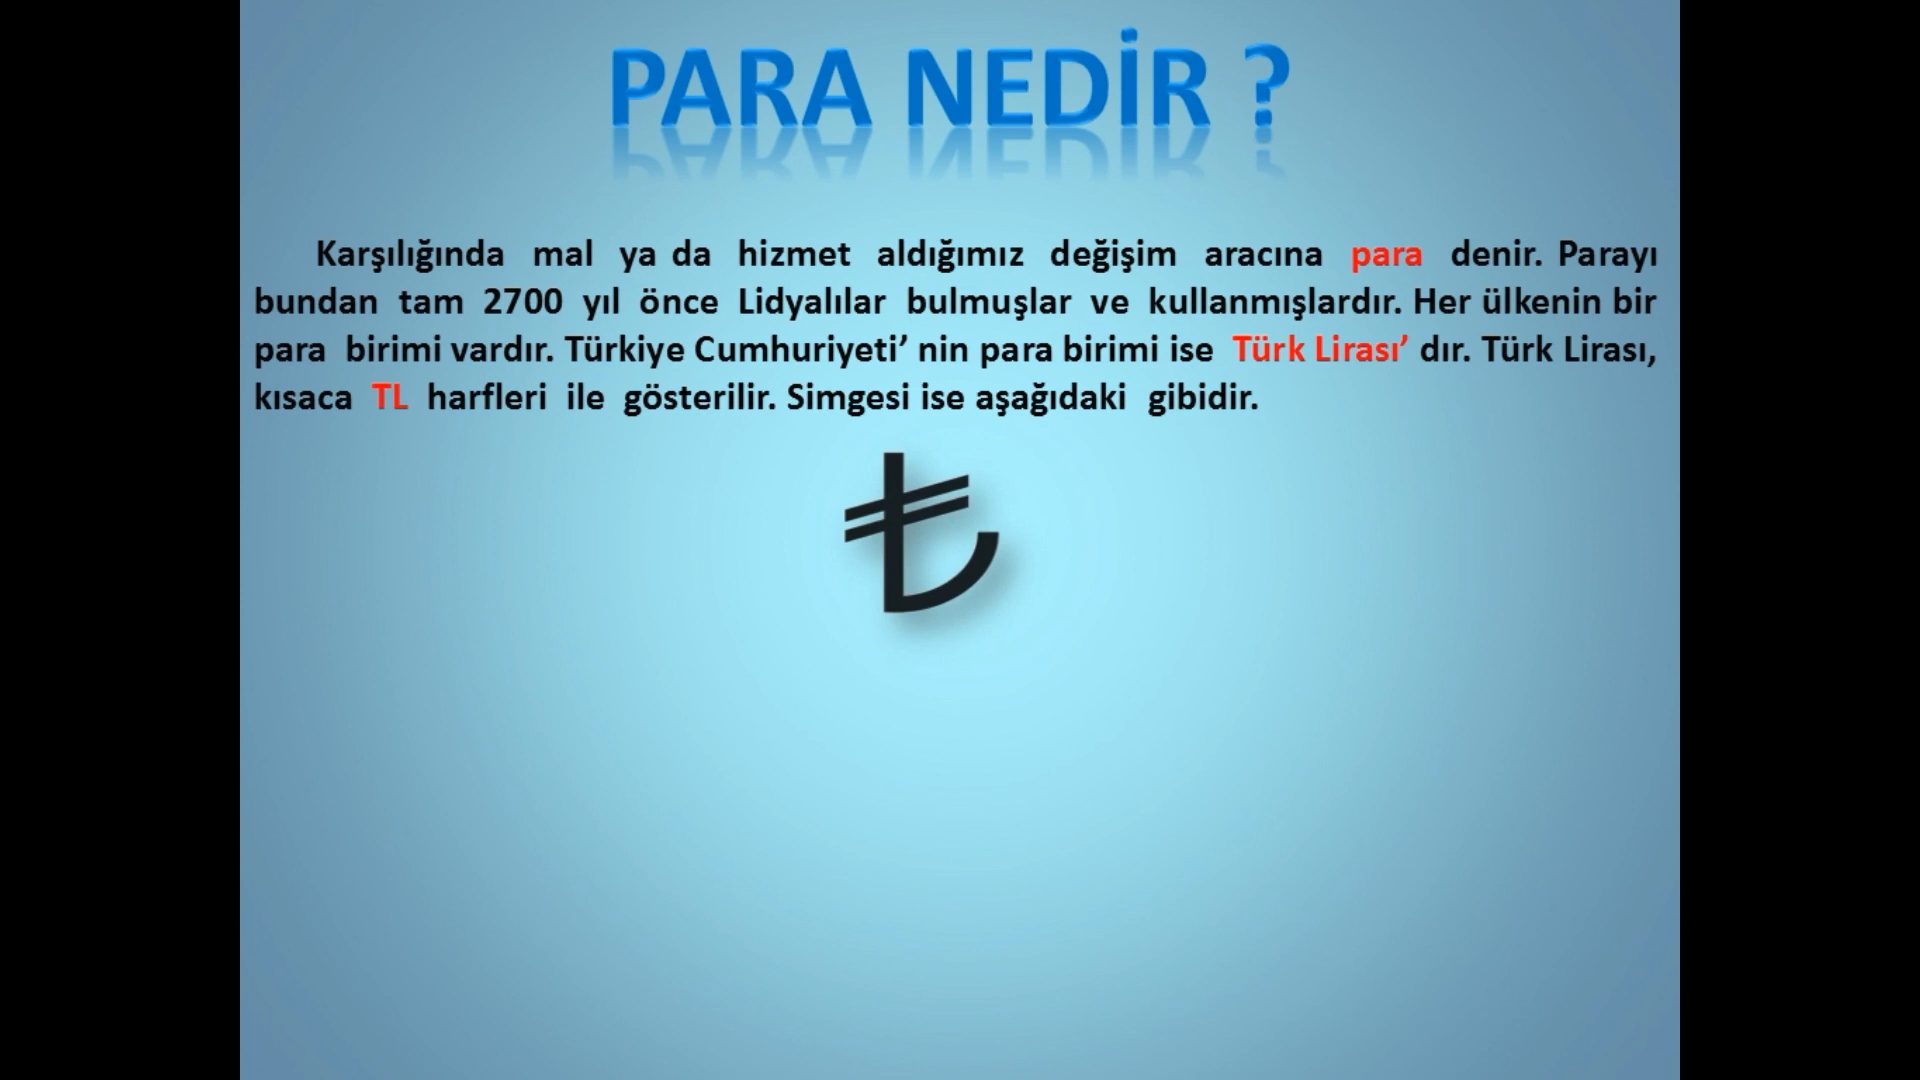 PARA NEDİR ?
Karşılığında mal ya da hizmet aldığımız değişim aracına para denir. Parayı
bundan tam 2700 yıl önce Lidyalılar bulmuşlar ve kullanmışlardır. Her ülkenin bir
para birimi vardır. Türkiye Cumhuriyeti’ nin para birimi ise Türk Lirası’ dır. Türk Lirası,
kısaca TL harfleri ile gösterilir. Simgesi ise aşağıdaki gibidir.
₺